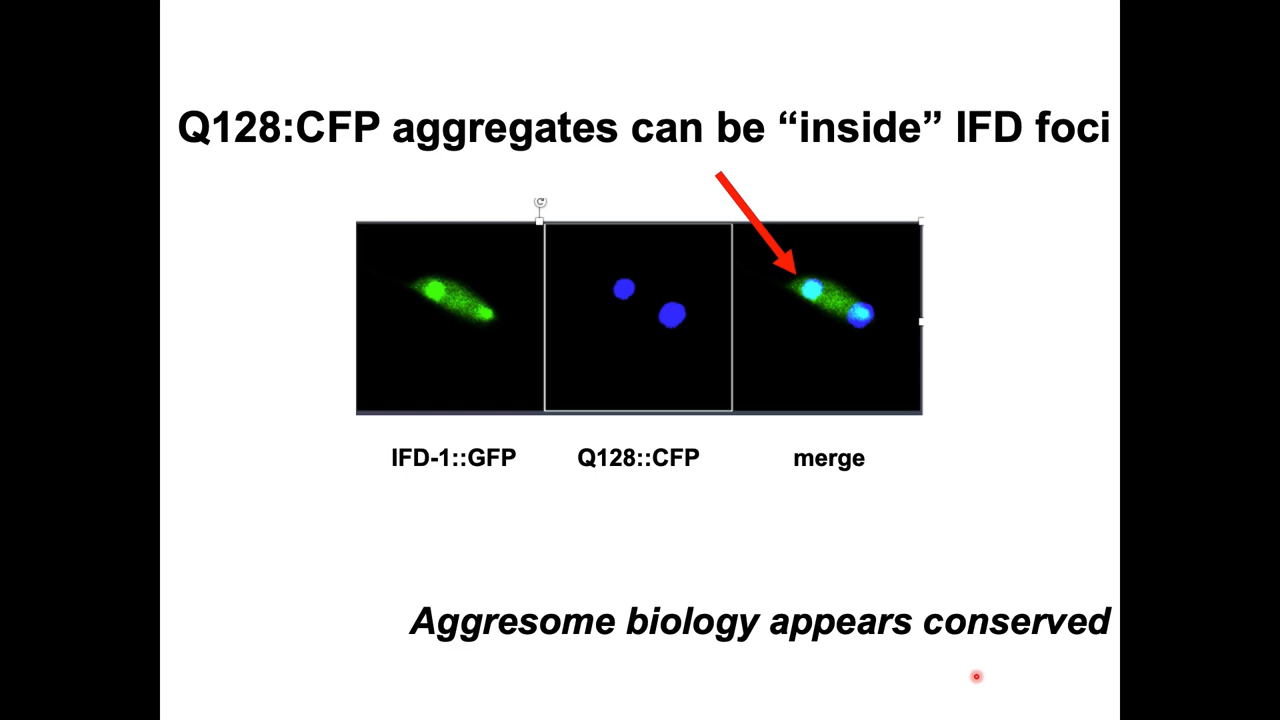 Q128:CFP aggregates can be “inside” IFD foci
IFD-1::GFP
Q128::CFP
merge
Aggresome biology appears conserved